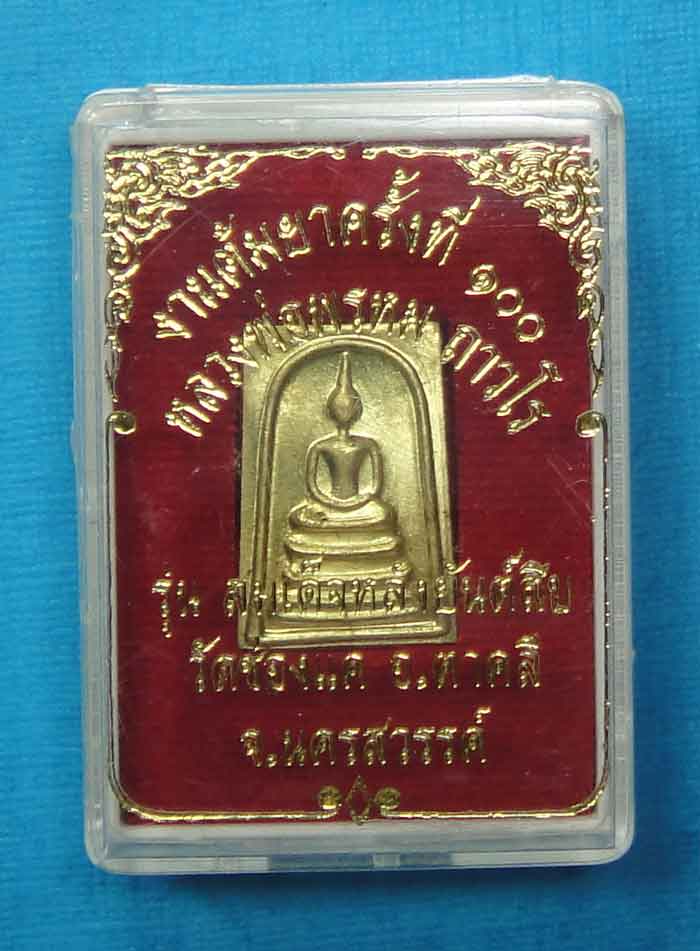 งานต้มยาครั้งที่ ๑๐๐
หลวงพ่อพรหม ถาวโร
รุ่น สมเด็จหลังยันต์สิบ
วัดช่องแค อ.ตาคลี
จ.นครสวรรค์